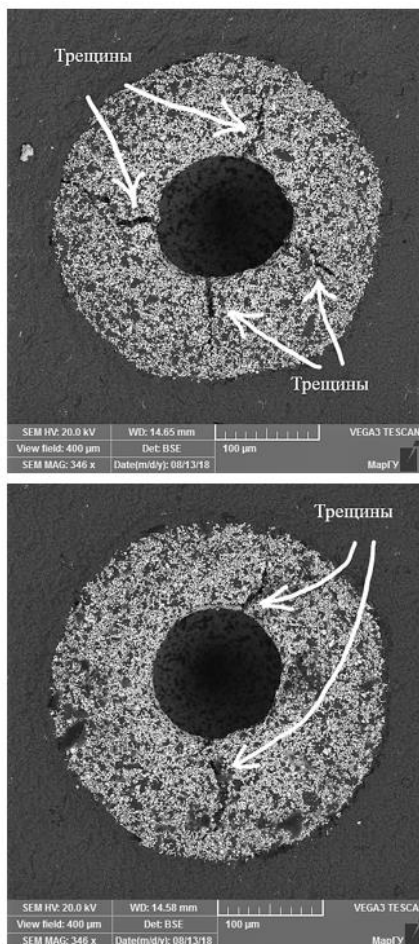 Трещины
Трещины
SEM HV: 20.0 kV WD: 14.65 mm VEGA3 TESCAN
View field: 400 µm Det: BSE 100 µm
SEM MAG: 346 x Date(m/d/y): 08/13/18 МарГУ
Трещины
SEM HV: 20.0 kV WD: 14.58 mm VEGA3 TESCAN
View field: 400 µm Det: BSE 100 µm
SEM MAG: 346 x Date(m/d/y): 08/13/18 МарГУ